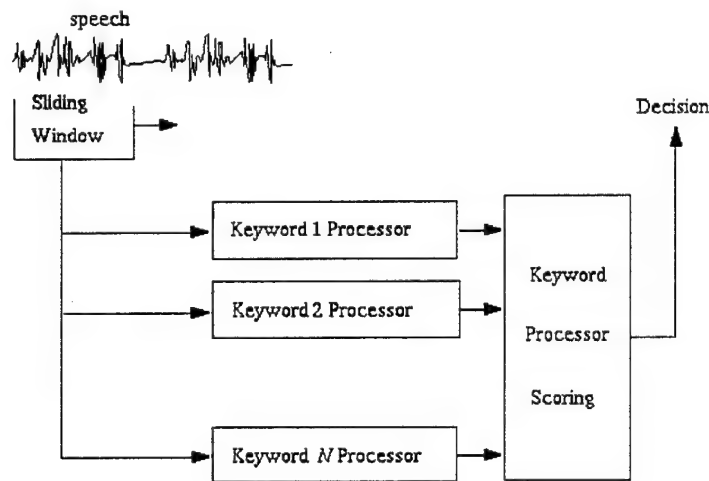 speech
Sliding
Window
Decision
Keyword 1 Processor
Keyword 2 Processor
Keyword N Processor
Keyword
Processor
Scoring